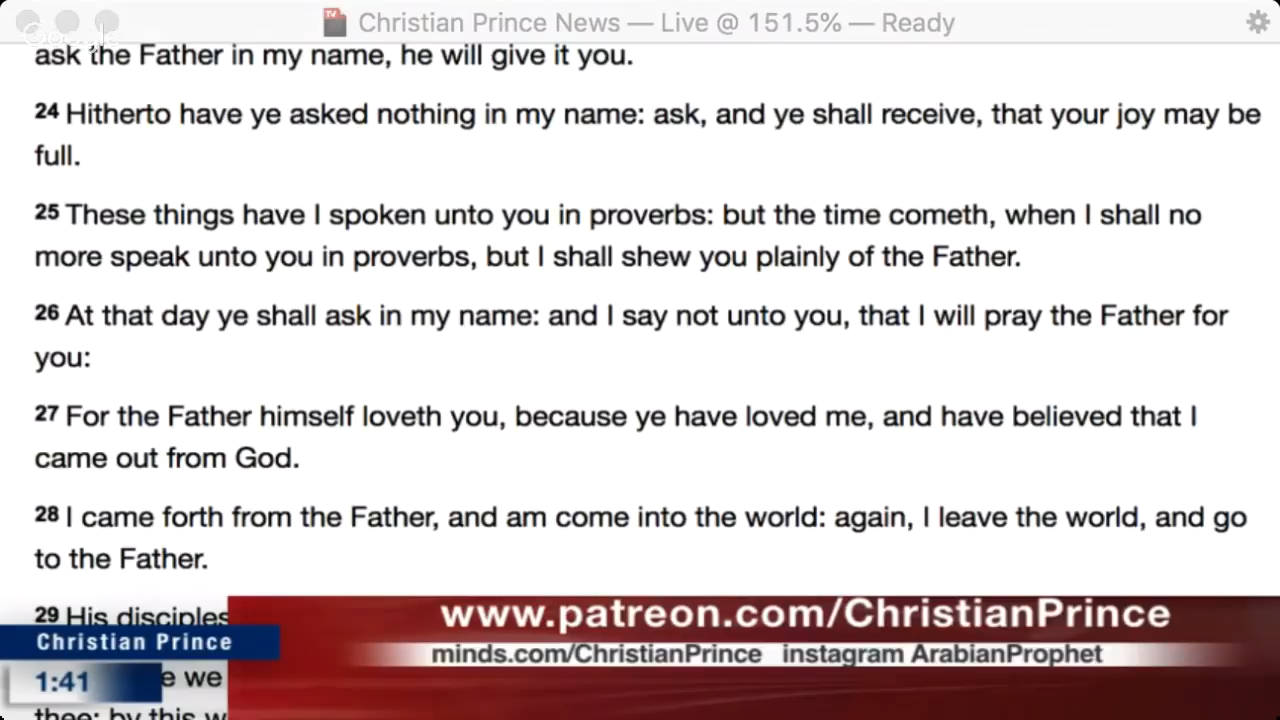 Christian Prince News — Live @ 151.5% — Ready
Google
ask the Father in my name, he will give it you.
24 Hitherto have ye asked nothing in my name: ask, and ye shall receive, that your joy may be
full.
25 These things have I spoken unto you in proverbs: but the time cometh, when I shall no
more speak unto you in proverbs, but I shall shew you plainly of the Father.
26 At that day ye shall ask in my name: and I say not unto you, that I will pray the Father for
you:
27 For the Father himself loveth you, because ye have loved me, and have believed that I
came out from God.
28 I came forth from the Father, and am come into the world: again, I leave the world, and go
to the Father.
29 His disciples
www.patreon.com/ChristianPrince
Christian Prince
minds.com/ChristianPrince instagram ArabianProphet
1:41
e we
thee: by this w